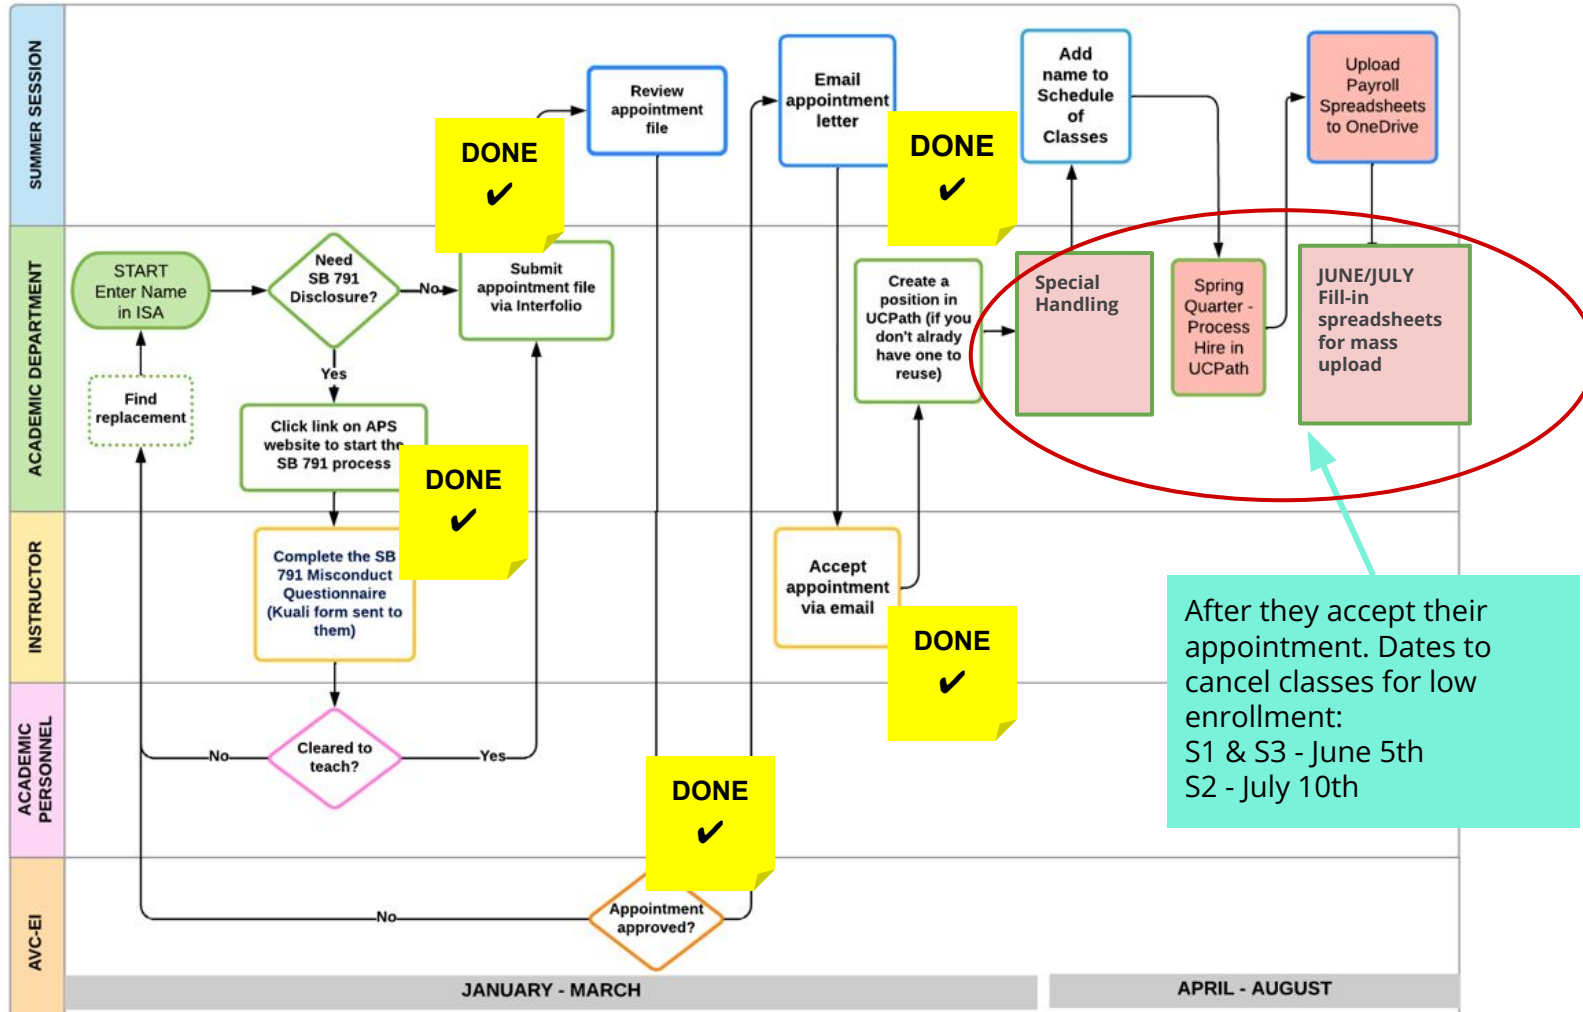 SUMMER SESSION
Review
appointment
file
Email
appointment
letter
Add
name to
Schedule
of
Classes
Upload
Payroll
Spreadsheets
to OneDrive
DONE
✔
DONE
✔
ACADEMIC DEPARTMENT
START
Enter Name
in ISA
Need
SB 791
Disclosure?
No
Submit
appointment file
via Interfolio
Create a
position in
UCPath (if you
don't alrady
have one to
reuse)
Special
Handling
Spring
Quarter -
Process
Hire in
UCPath
JUNE/JULY
Fill-in
spreadsheets
for mass
upload
Yes
Find
replacement
Click link on APS
website to start the
SB 791 process
DONE
✔
INSTRUCTOR
Complete the SB
791 Misconduct
Questionnaire
(Kuali form sent to
them)
Accept
appointment
via email
DONE
✔
After they accept their
appointment. Dates to
cancel classes for low
enrollment:
S1 & S3 - June 5th
S2 - July 10th
ACADEMIC
PERSONNEL
No
Cleared to
teach?
Yes
DONE
✔
AVC-EI
No
Appointment
approved?
JANUARY - MARCH
APRIL - AUGUST